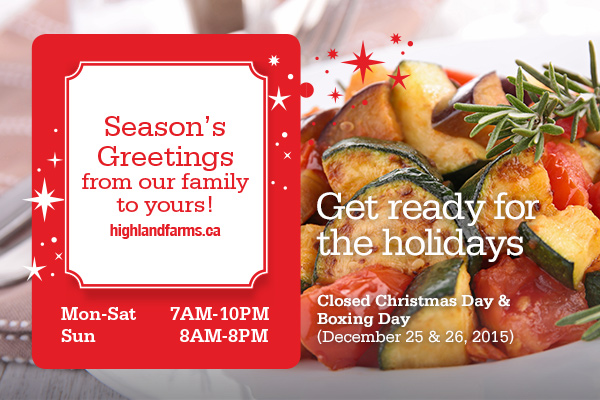 Season's
Greetings
from our family
to yours!
highlandfarms.ca
Mon-Sat 7AM-10PM
Sun 8AM-8PM
Get ready for
the holidays
Closed Christmas Day &
Boxing Day
(December 25 & 26, 2015)